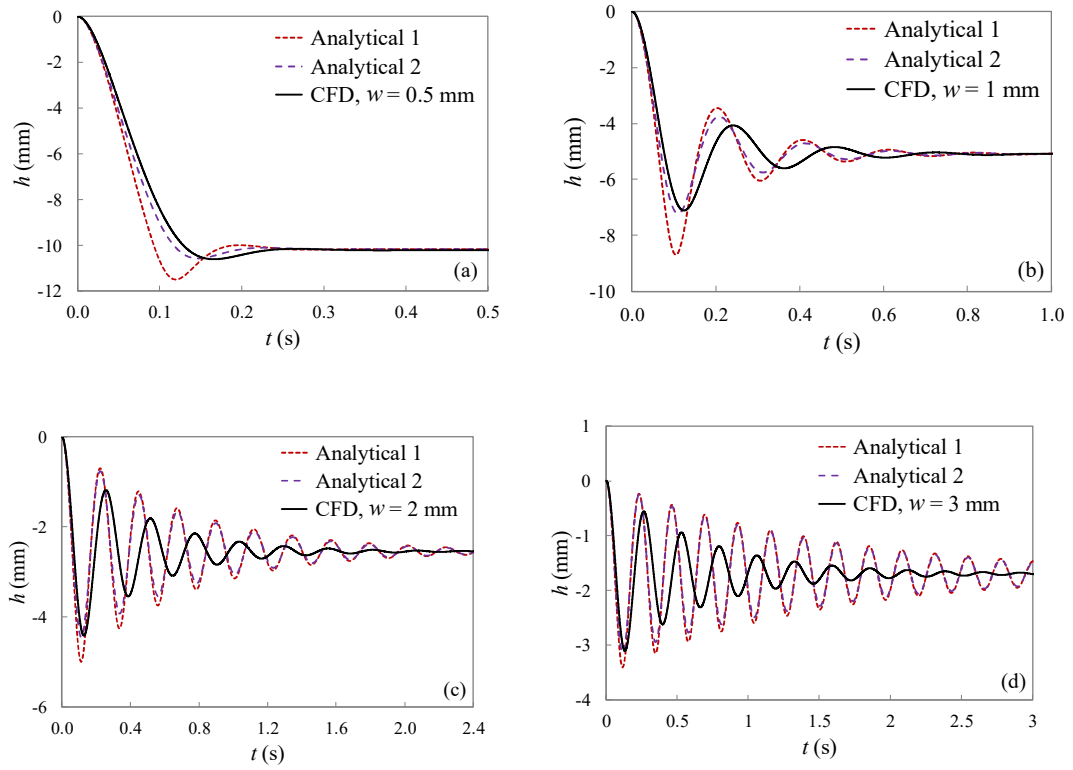 0
-2
-4
-6
-8
-10
-12
h (mm)
Analytical 1
Analytical 2
CFD, w = 0.5 mm
(a)
0.0 0.1 0.2 0.3 0.4 0.5
t (s)
0
-2
-4
-6
-8
-10
h (mm)
Analytical 1
Analytical 2
CFD, w = 1 mm
(b)
0.0 0.2 0.4 0.6 0.8 1.0
t (s)
0
-2
-4
-6
h (mm)
Analytical 1
Analytical 2
CFD, w = 2 mm
(c)
0.0 0.4 0.8 1.2 1.6 2.0 2.4
t (s)
1
0
-1
-2
-3
-4
h (mm)
Analytical 1
Analytical 2
CFD, w = 3 mm
(d)
0 0.5 1 1.5 2 2.5 3
t (s)